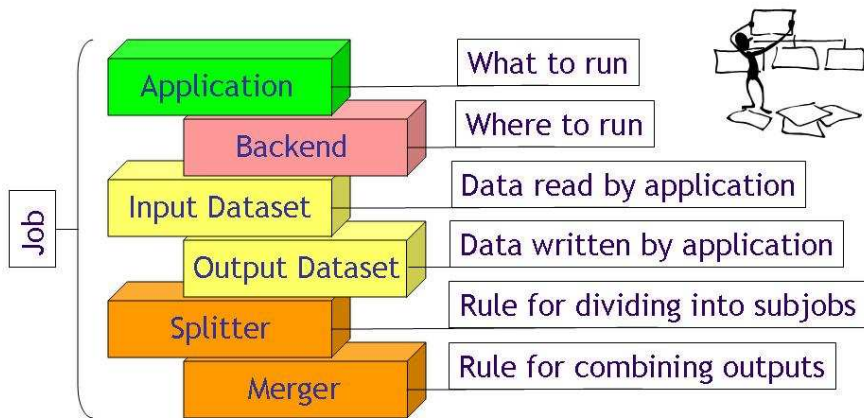 Job
Application
What to run
Backend
Where to run
Input Dataset
Data read by application
Output Dataset
Data written by application
Splitter
Rule for dividing into subjobs
Merger
Rule for combining outputs